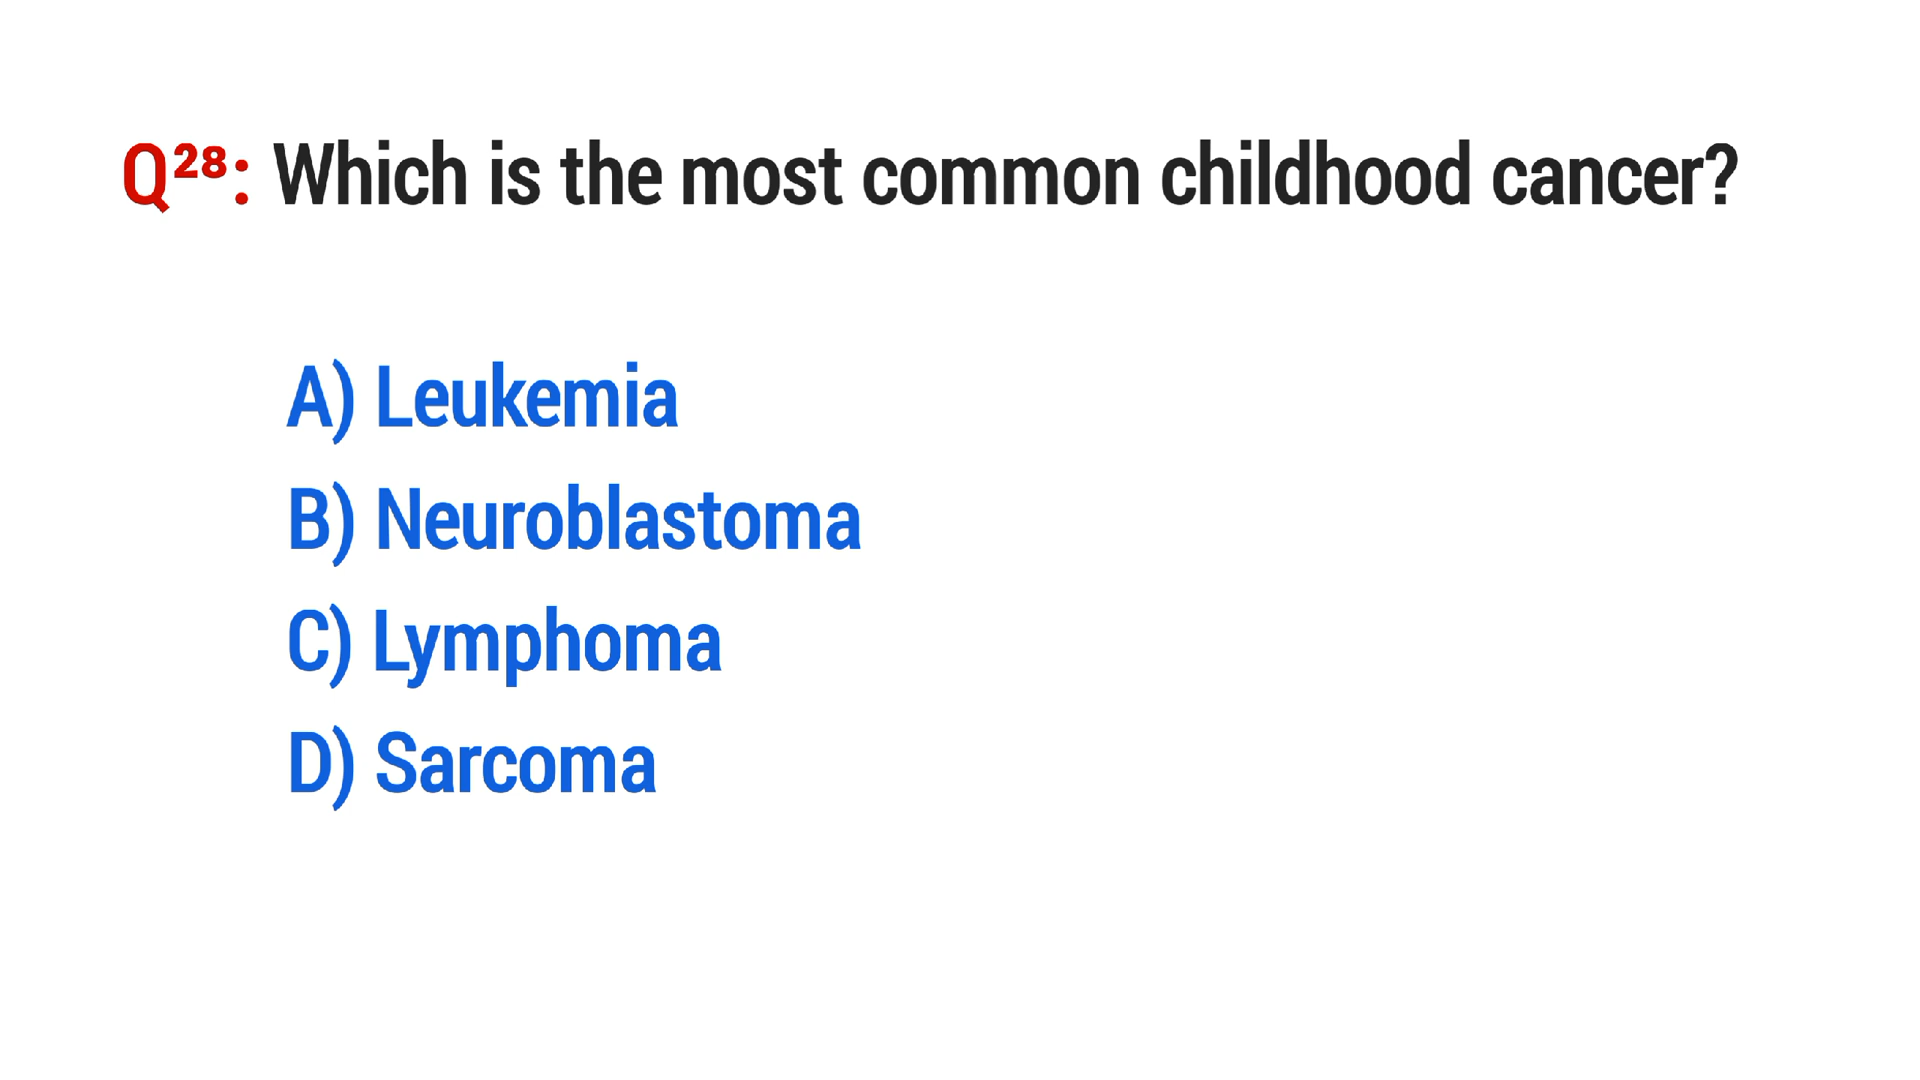 Q²⁸: Which is the most common childhood cancer?
A) Leukemia
B) Neuroblastoma
C) Lymphoma
D) Sarcoma